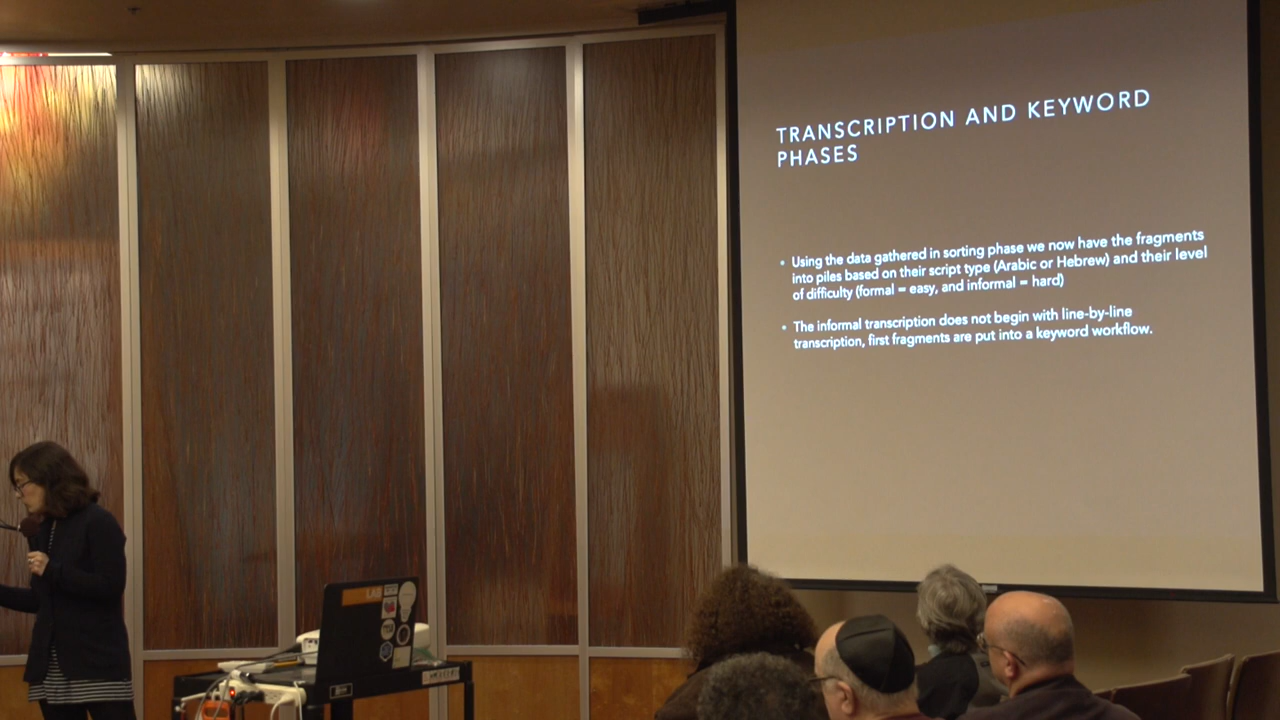 TRANSCRIPTION AND KEYWORD
PHASES
• Using the data gathered in sorting phase we now have the fragments
into piles based on their script type (Arabic or Hebrew) and their level
of difficulty (formal = easy, and informal = hard)
• The informal transcription does not begin with line-by-line
transcription, first fragments are put into a keyword workflow.
LAB